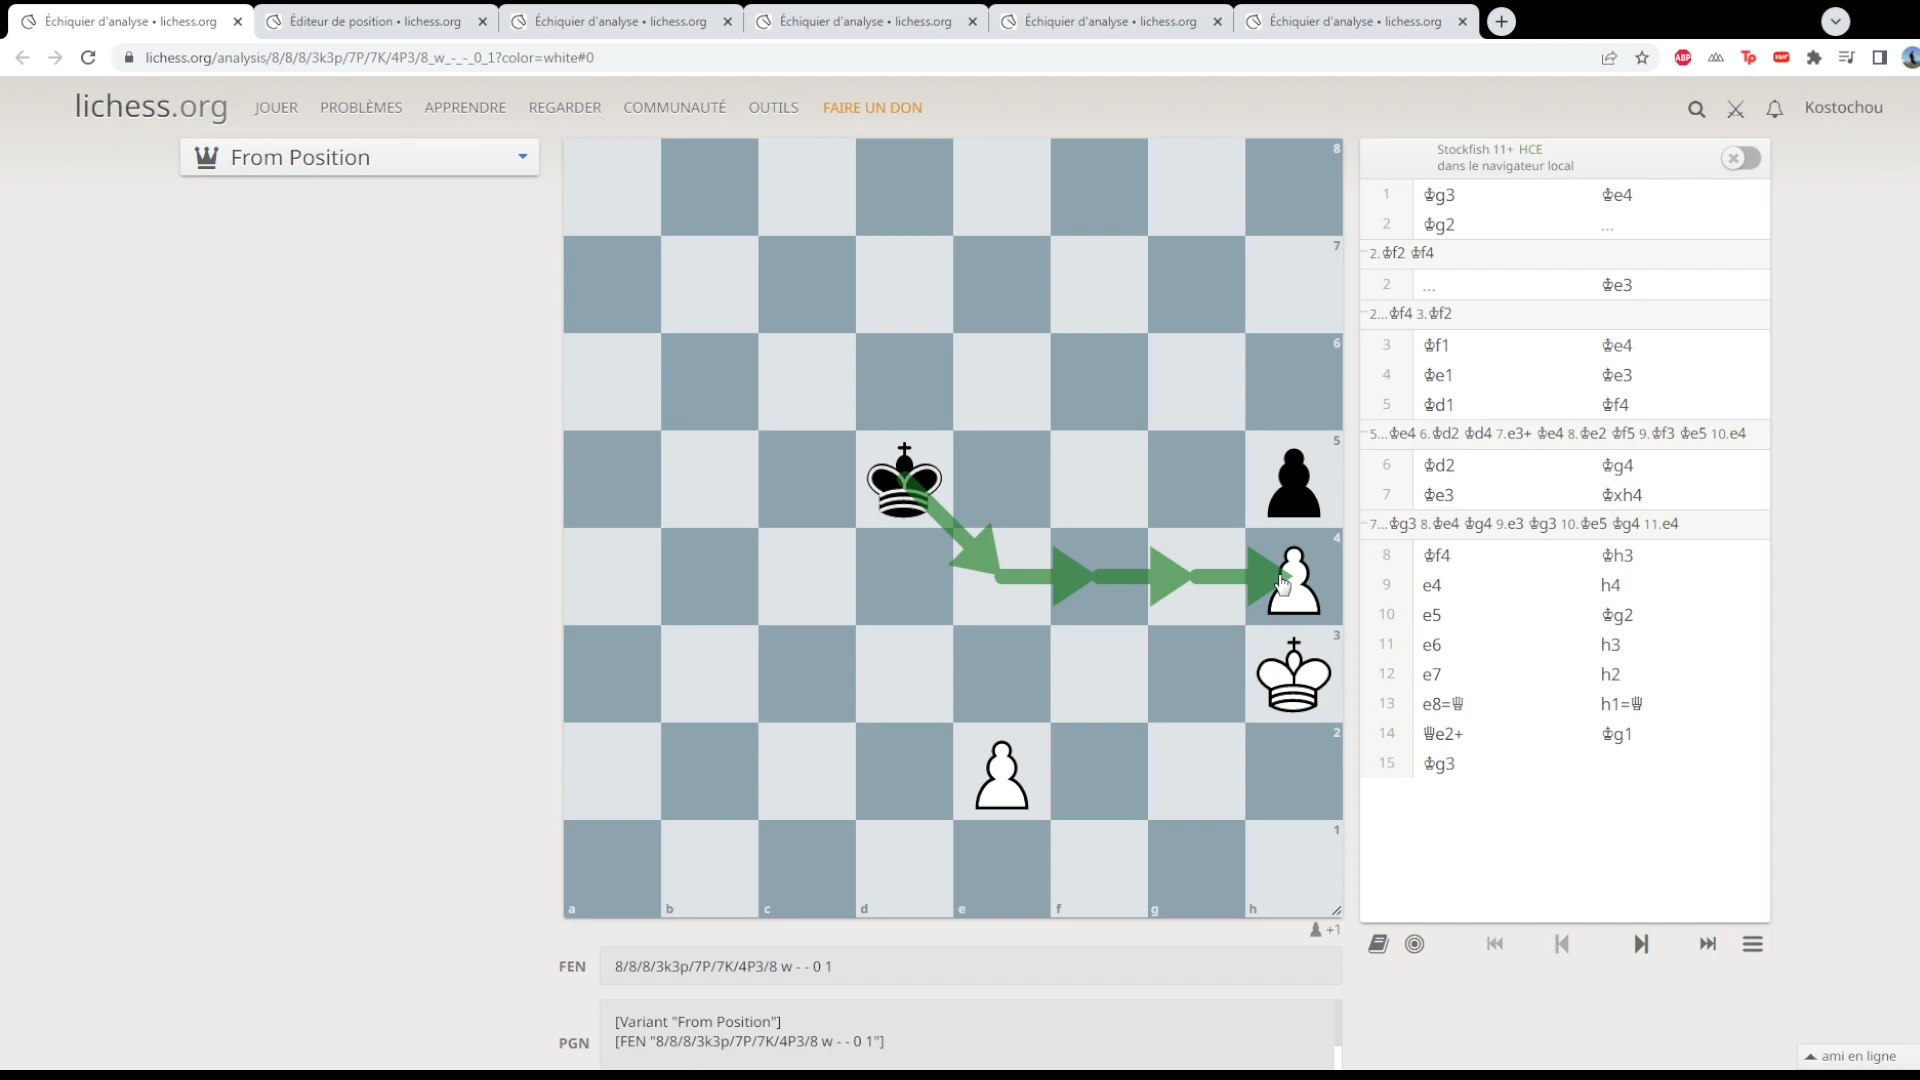 Échiquier d'analyse • lichess.org
Éditeur de position • lichess.org
Échiquier d'analyse • lichess.org
Échiquier d'analyse • lichess.org
Échiquier d'analyse • lichess.org
Échiquier d'analyse • lichess.org
lichess.org/analysis/8/8/8/3k3p/7P/7K/4P3/8_w_-_-_0_1?color=white#0
ABP
Tp
lichess.org
JOUER
PROBLÈMES
APPRENDRE
REGARDER
COMMUNAUTÉ
OUTILS
FAIRE UN DON
Kostochou
From Position
8
7
6
5
4
3
2
1
a b c d e f g h
+1
FEN 8/8/8/3k3p/7P/7K/4P3/8 w - - 0 1
PGN
[Variant "From Position"]
[FEN "8/8/8/3k3p/7P/7K/4P3/8 w - - 0 1"]
Stockfish 11+ HCE
dans le navigateur local
1 ♔g3 ♔e4
2 ♔g2 ...
2.♔f2 ♔f4
2 ... ♔e3
2...♔f4 3.♔f2
3 ♔f1 ♔e4
4 ♔e1 ♔e3
5 ♔d1 ♔f4
5...♔e4 6.♔d2 ♔d4 7.e3+ ♔e4 8.♔e2 ♔f5 9.♔f3 ♔e5 10.e4
6 ♔d2 ♔g4
7 ♔e3 ♔xh4
7...♔g3 8.♔e4 ♔g4 9.e3 ♔g3 10.♔e5 ♔g4 11.e4
8 ♔f4 ♔h3
9 e4 h4
10 e5 ♔g2
11 e6 h3
12 e7 h2
13 e8=♕ h1=♕
14 ♕e2+ ♔g1
15 ♔g3
ami en ligne